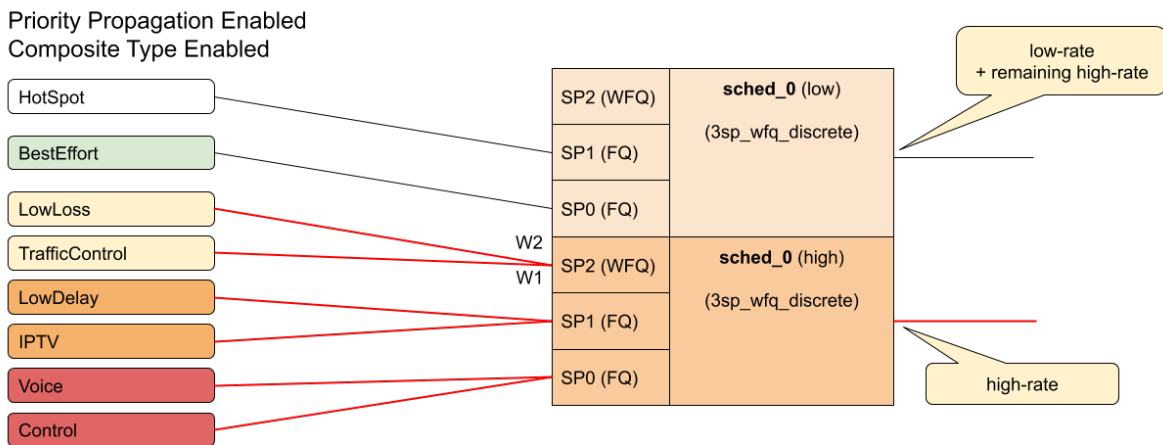 Priority Propagation Enabled
Composite Type Enabled
HotSpot
BestEffort
LowLoss
TrafficControl
LowDelay
IPTV
Voice
Control
W2
W1
SP2 (WFQ)
SP1 (FQ)
SP0 (FQ)
SP2 (WFQ)
SP1 (FQ)
SP0 (FQ)
sched_0 (low)
(3sp_wfq_discrete)
sched_0 (high)
(3sp_wfq_discrete)
low-rate
+ remaining high-rate
high-rate